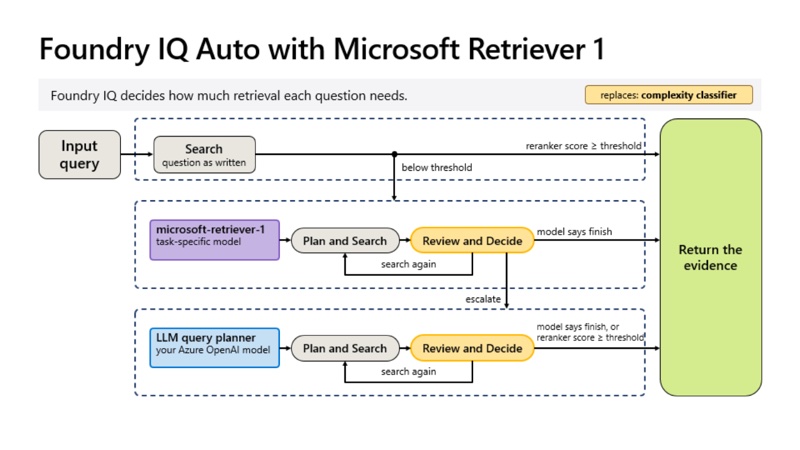 Foundry IQ Auto with Microsoft Retriever 1
Foundry IQ decides how much retrieval each question needs.
replaces: complexity classifier
Input
query
Search
question as written
reranker score ≥ threshold
below threshold
microsoft-retriever-1
task-specific model
Plan and Search
Review and Decide
model says finish
search again
escalate
LLM query planner
your Azure OpenAI model
Plan and Search
Review and Decide
model says finish, or
reranker score ≥ threshold
search again
Return the
evidence